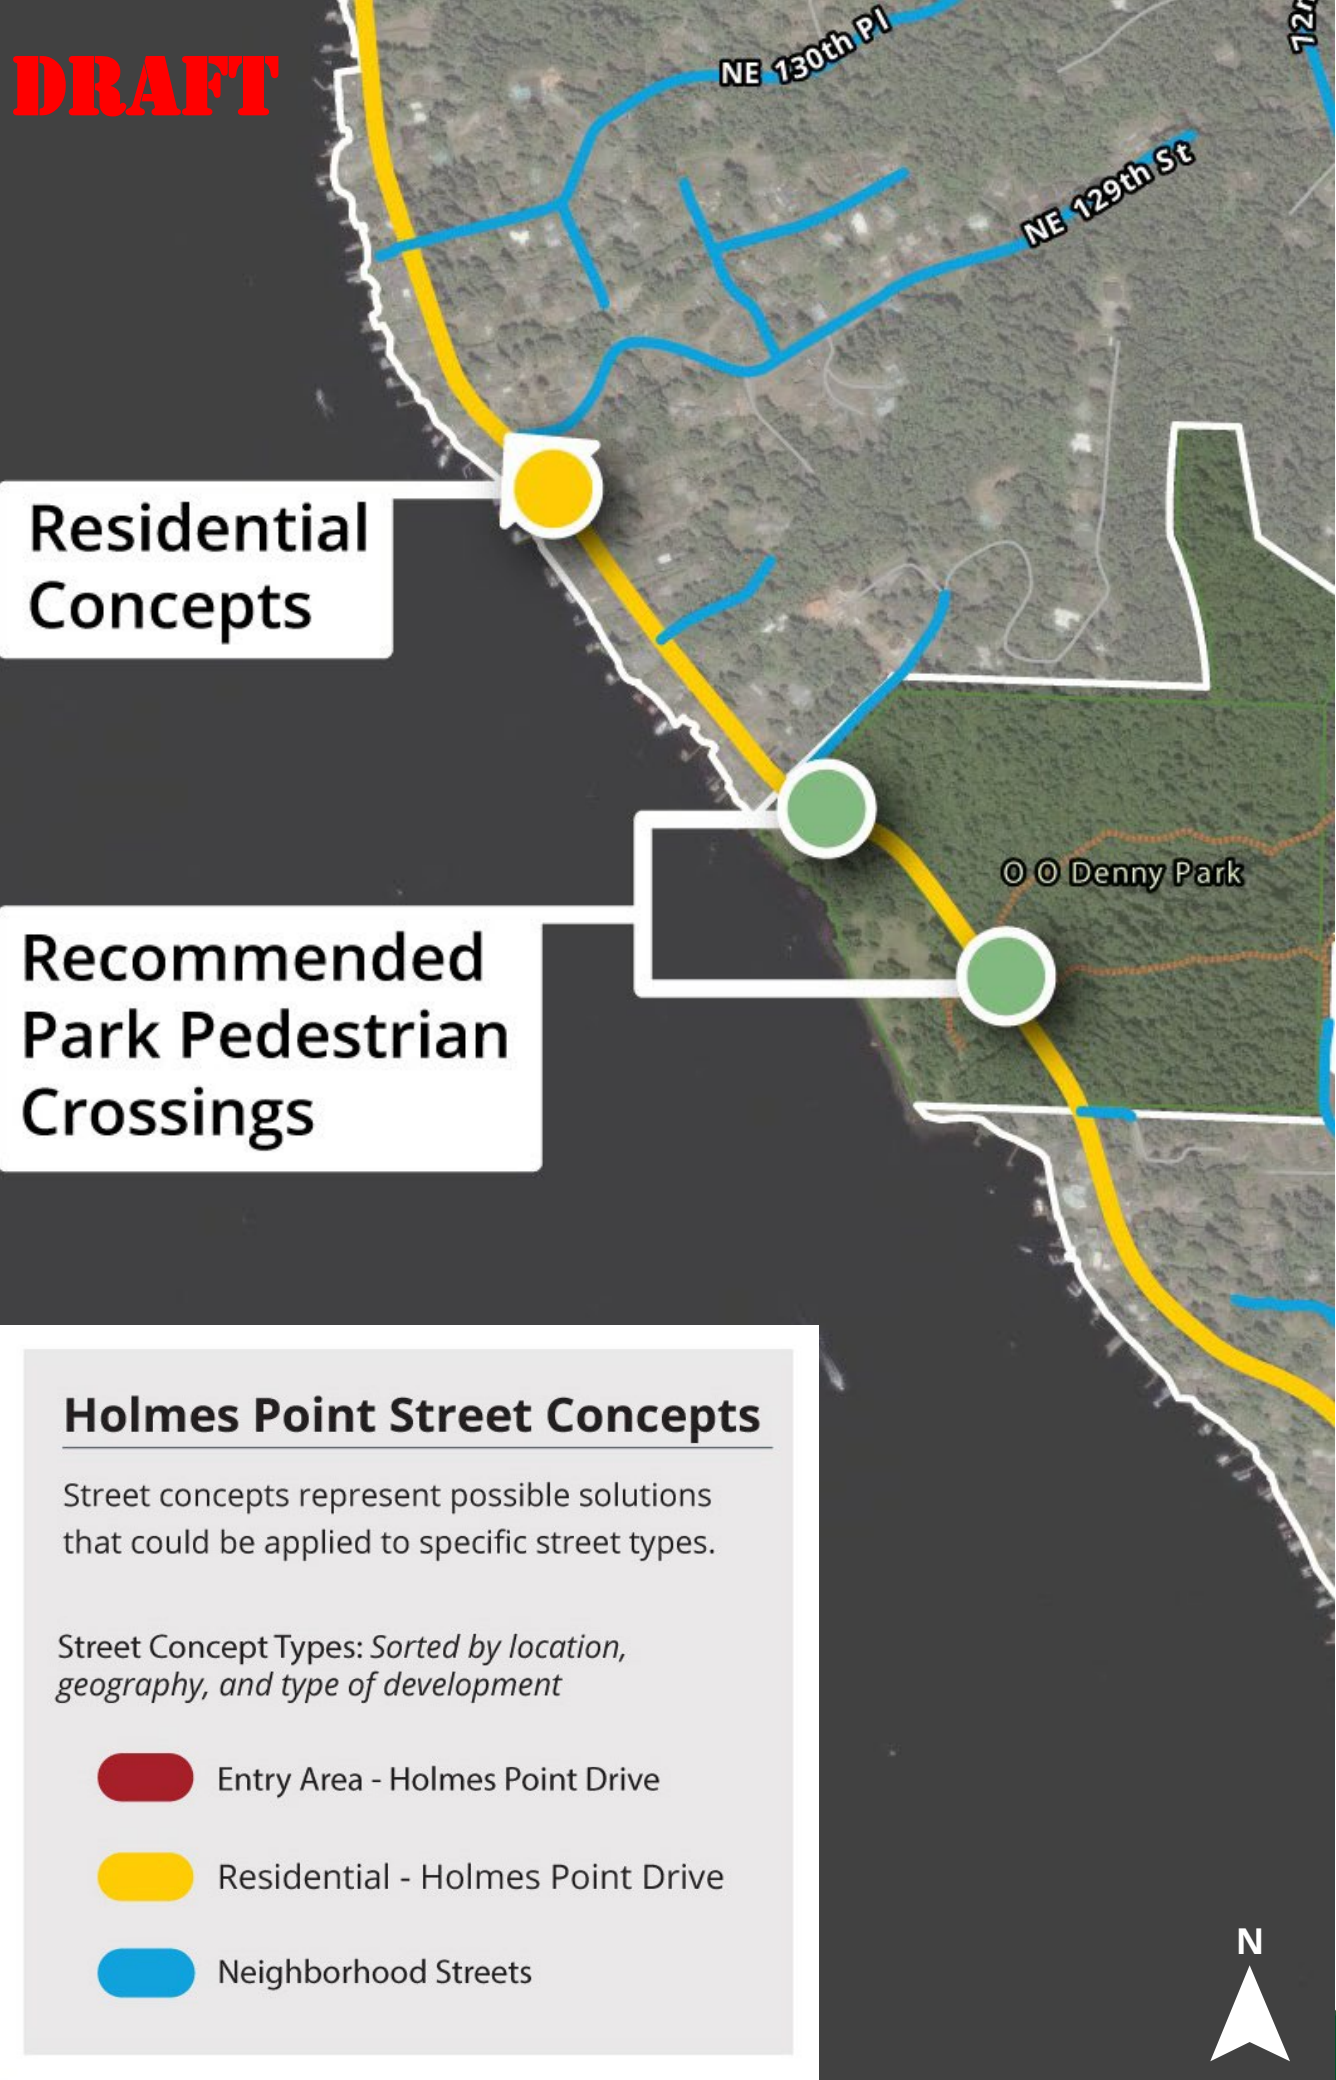 DRAFT
NE 130th Pl
72n
NE 129th St
Residential
Concepts
O O Denny Park
Recommended
Park Pedestrian
Crossings
Holmes Point Street Concepts
Street concepts represent possible solutions
that could be applied to specific street types.
Street Concept Types: Sorted by location,
geography, and type of development
Entry Area - Holmes Point Drive
Residential - Holmes Point Drive
Neighborhood Streets
N